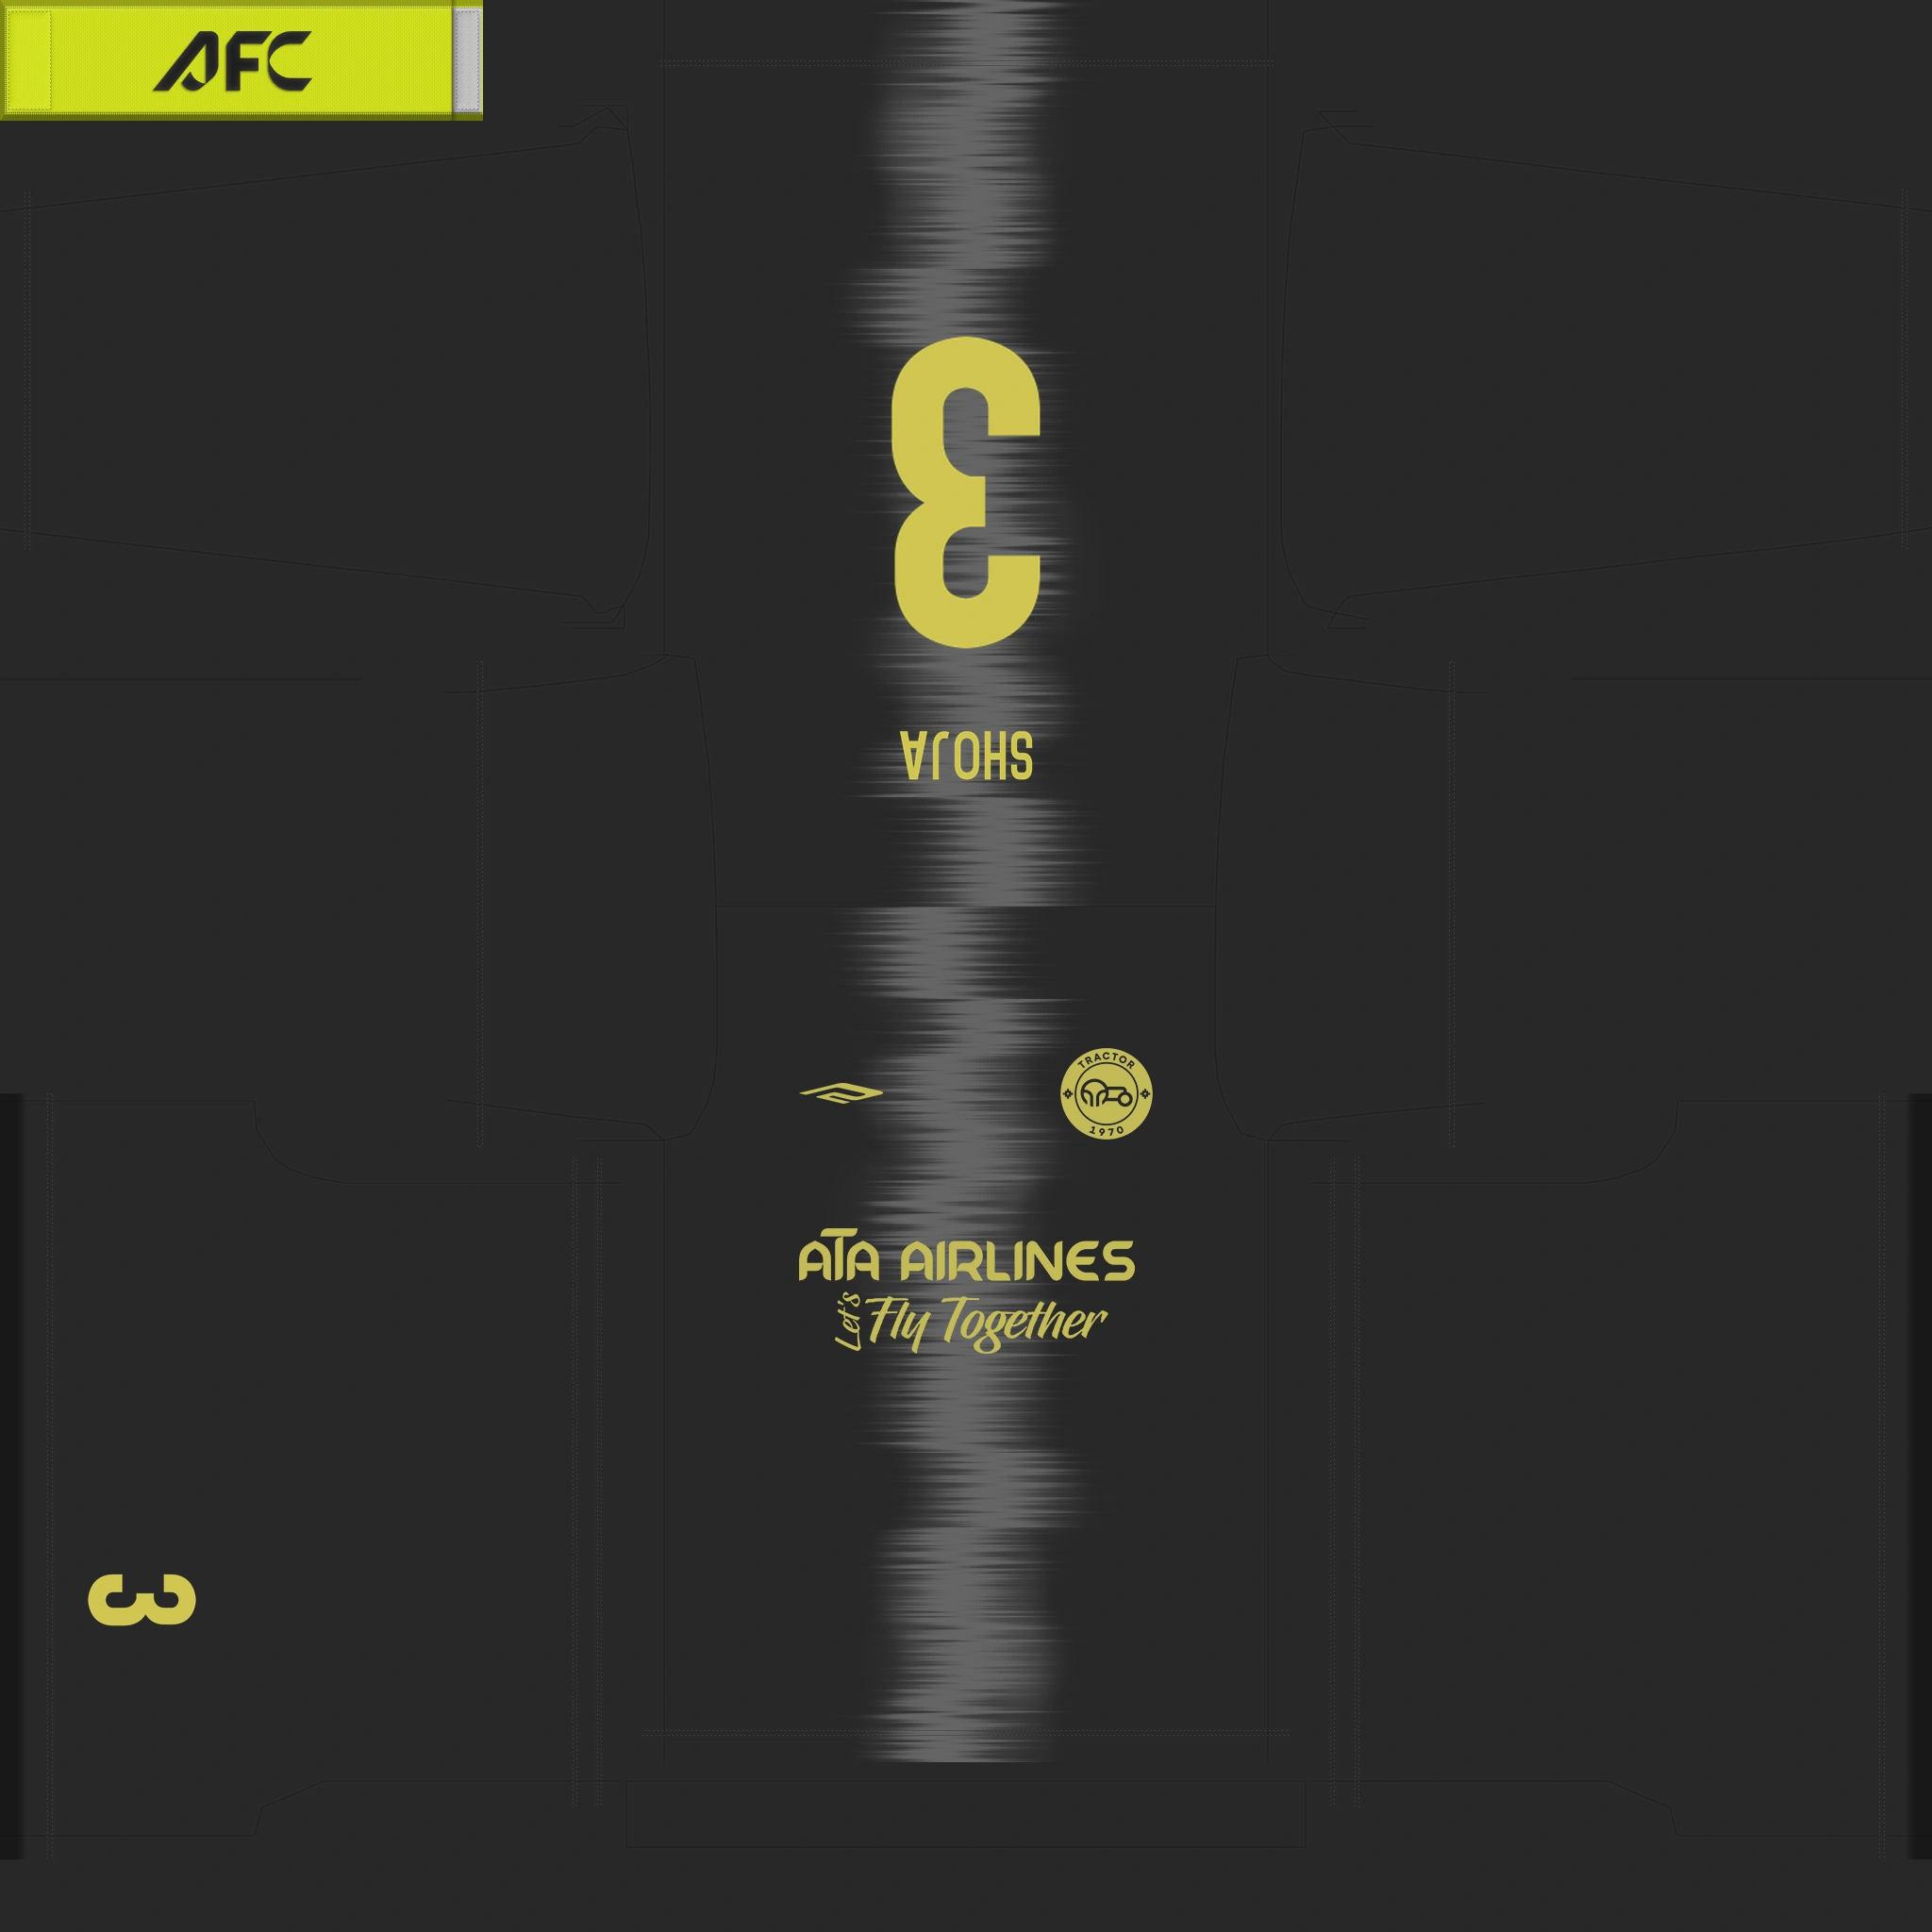 AFC
3
SHOJA
TRACTOR
1970
ATA AIRLINES
Let's Fly Together
3